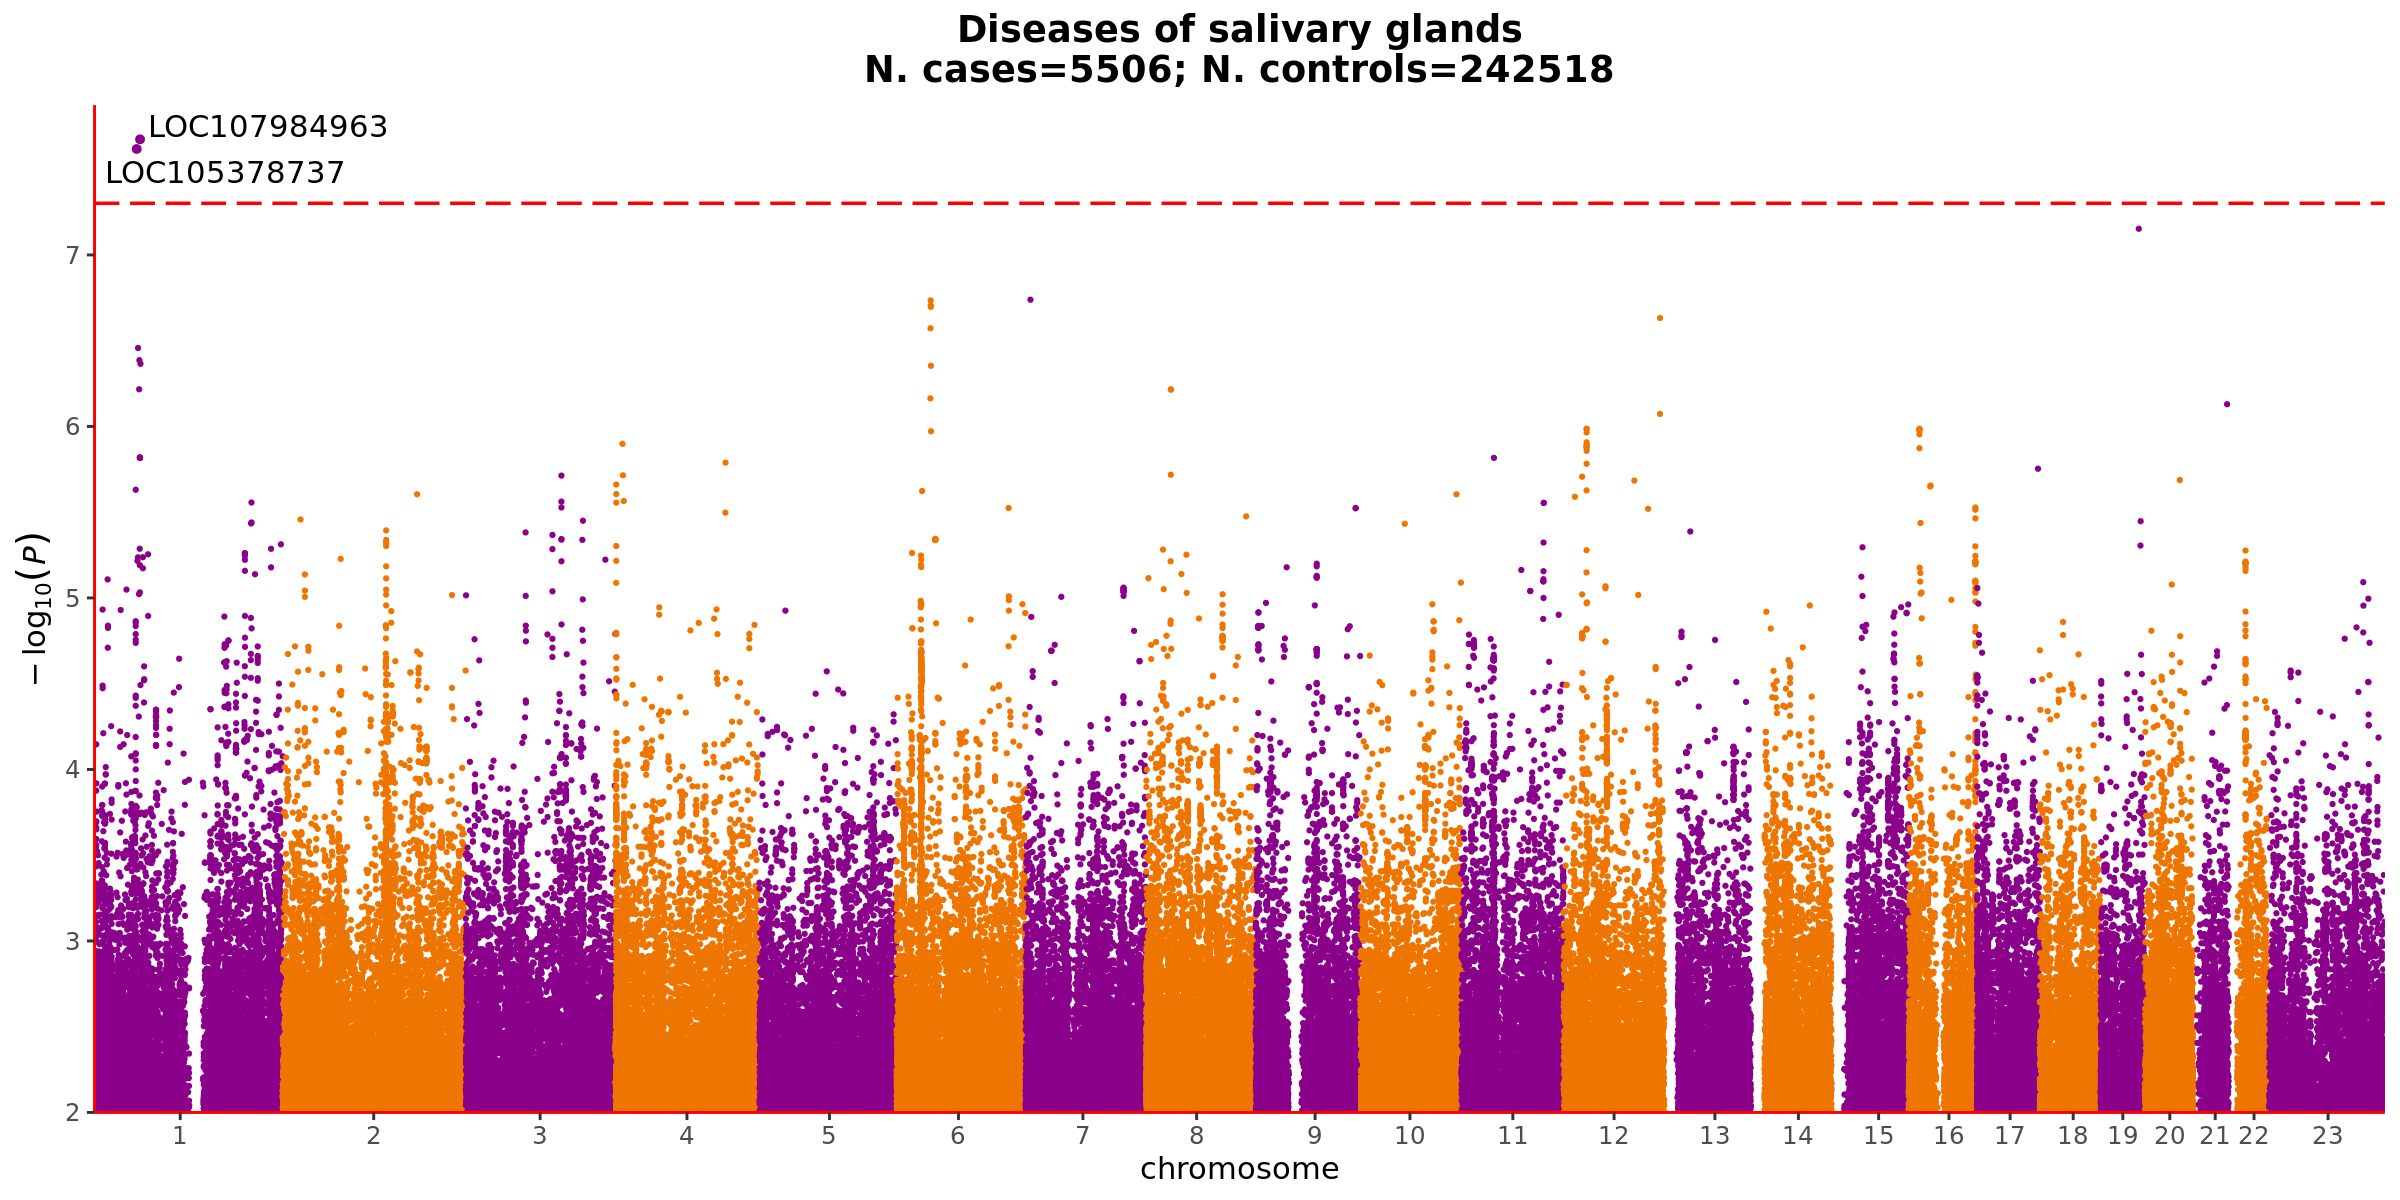 Diseases of salivary glands
N. cases=5506; N. controls=242518
LOC107984963
LOC105378737
7
6
5
4
3
2
−log10(P)
1 2 3 4 5 6 7 8 9 10 11 12 13 14 15 16 17 18 19 20 21 22 23
chromosome